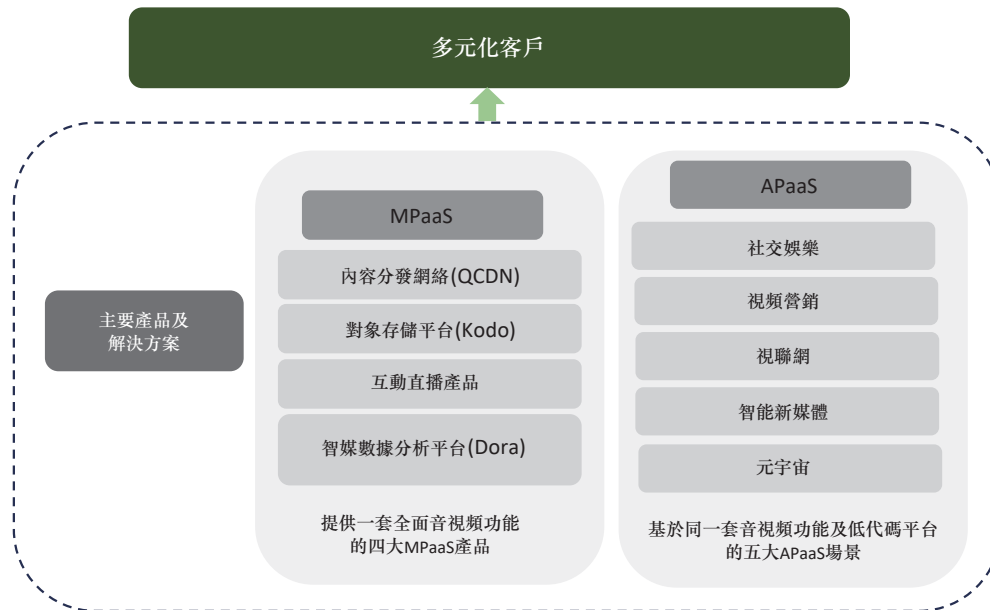 多元化客戶
主要產品及
解決方案
MPaaS
內容分發網絡(QCDN)
對象存儲平台(Kodo)
互動直播產品
智媒數據分析平台(Dora)
提供一套全面音視頻功能
的四大MPaaS產品
APaaS
社交娛樂
視頻營銷
視聯網
智能新媒體
元宇宙
基於同一套音視頻功能及低代碼平台
的五大APaaS場景